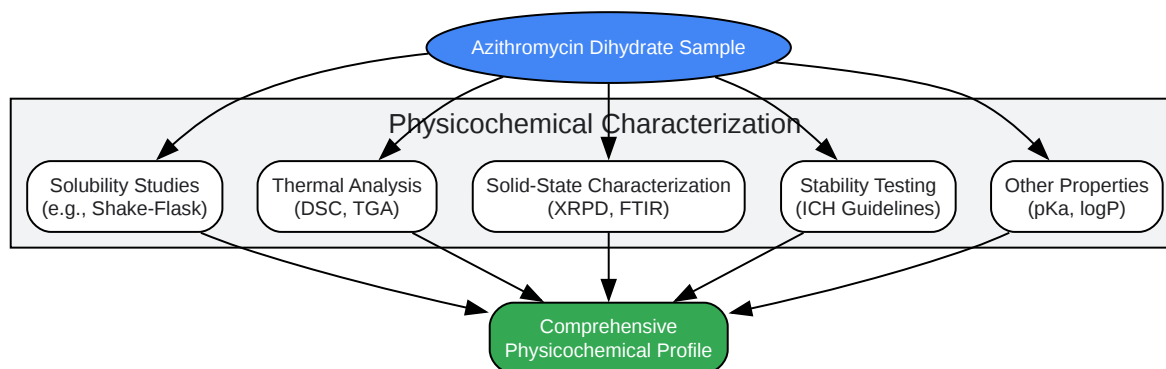 Azithromycin Dihydrate Sample
Physicochemical Characterization
Solubility Studies
(e.g., Shake-Flask)
Thermal Analysis
(DSC, TGA)
Solid-State Characterization
(XRPD, FTIR)
Stability Testing
(ICH Guidelines)
Other Properties
(pKa, logP)
Comprehensive
Physicochemical Profile